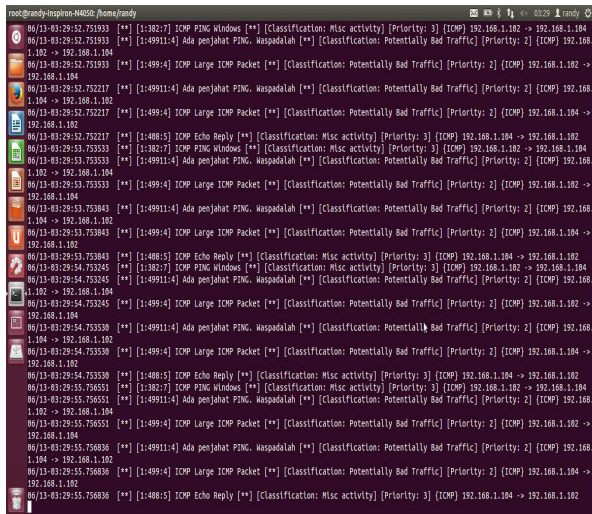 root@randy-Inspiron-N4050: /home/randy
03:29 randy
06/13-03:29:52.751933 [**] [1:382:7] ICMP PING Windows [**] [Classification: Misc activity] [Priority: 3] {ICMP} 192.168.1.102 -> 192.168.1.104
06/13-03:29:52.751933 [**] [1:49911:4] Ada penjahat PING. Waspadalah [**] [Classification: Potentially Bad Traffic] [Priority: 2] {ICMP} 192.168.
1.102 -> 192.168.1.104
06/13-03:29:52.751933 [**] [1:499:4] ICMP Large ICMP Packet [**] [Classification: Potentially Bad Traffic] [Priority: 2] {ICMP} 192.168.1.102 ->
192.168.1.104
06/13-03:29:52.752217 [**] [1:49911:4] Ada penjahat PING. Waspadalah [**] [Classification: Potentially Bad Traffic] [Priority: 2] {ICMP} 192.168.
1.104 -> 192.168.1.102
06/13-03:29:52.752217 [**] [1:499:4] ICMP Large ICMP Packet [**] [Classification: Potentially Bad Traffic] [Priority: 2] {ICMP} 192.168.1.104 ->
192.168.1.102
06/13-03:29:52.752217 [**] [1:408:5] ICMP Echo Reply [**] [Classification: Misc activity] [Priority: 3] {ICMP} 192.168.1.104 -> 192.168.1.102
06/13-03:29:53.753533 [**] [1:382:7] ICMP PING Windows [**] [Classification: Misc activity] [Priority: 3] {ICMP} 192.168.1.102 -> 192.168.1.104
06/13-03:29:53.753533 [**] [1:49911:4] Ada penjahat PING. Waspadalah [**] [Classification: Potentially Bad Traffic] [Priority: 2] {ICMP} 192.168.
1.102 -> 192.168.1.104
06/13-03:29:53.753533 [**] [1:499:4] ICMP Large ICMP Packet [**] [Classification: Potentially Bad Traffic] [Priority: 2] {ICMP} 192.168.1.102 ->
192.168.1.104
06/13-03:29:53.753843 [**] [1:49911:4] Ada penjahat PING. Waspadalah [**] [Classification: Potentially Bad Traffic] [Priority: 2] {ICMP} 192.168.
1.104 -> 192.168.1.102
06/13-03:29:53.753843 [**] [1:499:4] ICMP Large ICMP Packet [**] [Classification: Potentially Bad Traffic] [Priority: 2] {ICMP} 192.168.1.104 ->
192.168.1.102
06/13-03:29:53.753843 [**] [1:408:5] ICMP Echo Reply [**] [Classification: Misc activity] [Priority: 3] {ICMP} 192.168.1.104 -> 192.168.1.102
06/13-03:29:54.753245 [**] [1:382:7] ICMP PING Windows [**] [Classification: Misc activity] [Priority: 3] {ICMP} 192.168.1.102 -> 192.168.1.104
06/13-03:29:54.753245 [**] [1:49911:4] Ada penjahat PING. Waspadalah [**] [Classification: Potentially Bad Traffic] [Priority: 2] {ICMP} 192.168.
1.102 -> 192.168.1.104
06/13-03:29:54.753245 [**] [1:499:4] ICMP Large ICMP Packet [**] [Classification: Potentially Bad Traffic] [Priority: 2] {ICMP} 192.168.1.102 ->
192.168.1.104
06/13-03:29:54.753530 [**] [1:49911:4] Ada penjahat PING. Waspadalah [**] [Classification: Potentially Bad Traffic] [Priority: 2] {ICMP} 192.168.
1.104 -> 192.168.1.102
06/13-03:29:54.753530 [**] [1:499:4] ICMP Large ICMP Packet [**] [Classification: Potentially Bad Traffic] [Priority: 2] {ICMP} 192.168.1.104 ->
192.168.1.102
06/13-03:29:54.753530 [**] [1:408:5] ICMP Echo Reply [**] [Classification: Misc activity] [Priority: 3] {ICMP} 192.168.1.104 -> 192.168.1.102
06/13-03:29:55.756551 [**] [1:382:7] ICMP PING Windows [**] [Classification: Misc activity] [Priority: 3] {ICMP} 192.168.1.102 -> 192.168.1.104
06/13-03:29:55.756551 [**] [1:49911:4] Ada penjahat PING. Waspadalah [**] [Classification: Potentially Bad Traffic] [Priority: 2] {ICMP} 192.168.
1.102 -> 192.168.1.104
06/13-03:29:55.756551 [**] [1:499:4] ICMP Large ICMP Packet [**] [Classification: Potentially Bad Traffic] [Priority: 2] {ICMP} 192.168.1.102 ->
192.168.1.104
06/13-03:29:55.756836 [**] [1:49911:4] Ada penjahat PING. Waspadalah [**] [Classification: Potentially Bad Traffic] [Priority: 2] {ICMP} 192.168.
1.104 -> 192.168.1.102
06/13-03:29:55.756836 [**] [1:499:4] ICMP Large ICMP Packet [**] [Classification: Potentially Bad Traffic] [Priority: 2] {ICMP} 192.168.1.104 ->
192.168.1.102
06/13-03:29:55.756836 [**] [1:408:5] ICMP Echo Reply [**] [Classification: Misc activity] [Priority: 3] {ICMP} 192.168.1.104 -> 192.168.1.102